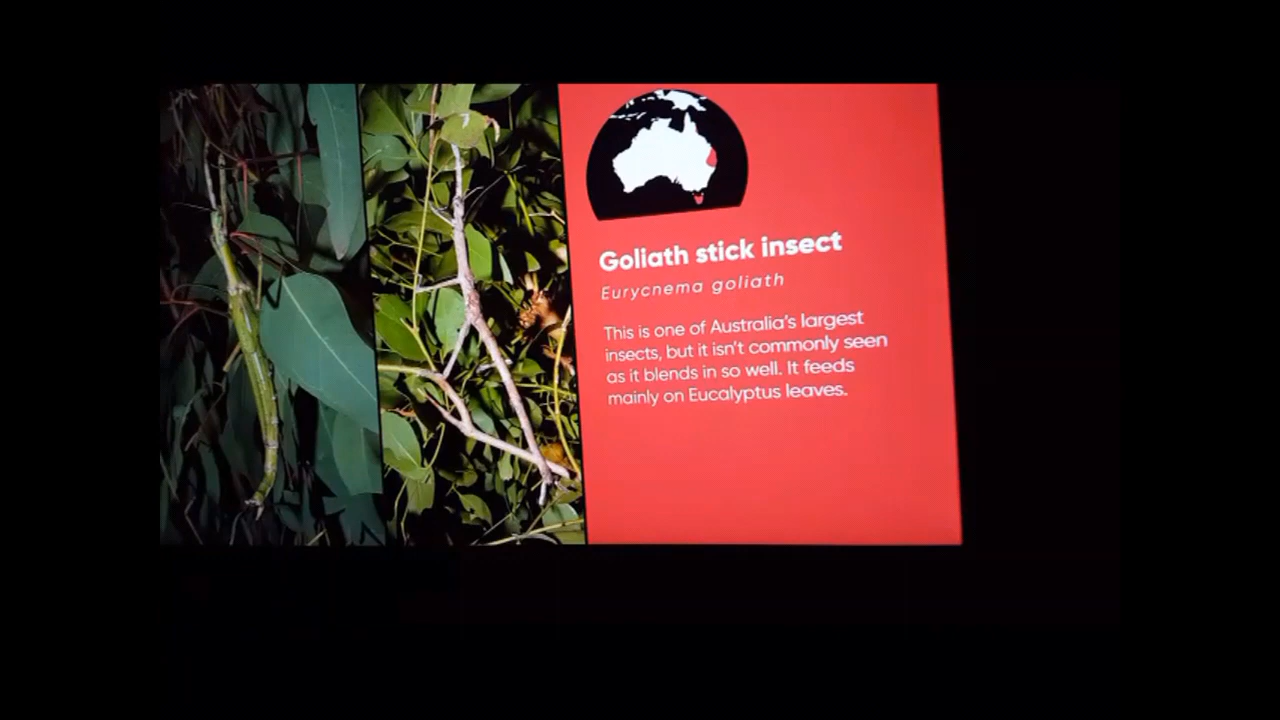 Goliath stick insect
Eurycnema goliath
This is one of Australia's largest
insects, but it isn't commonly seen
as it blends in so well. It feeds
mainly on Eucalyptus leaves.